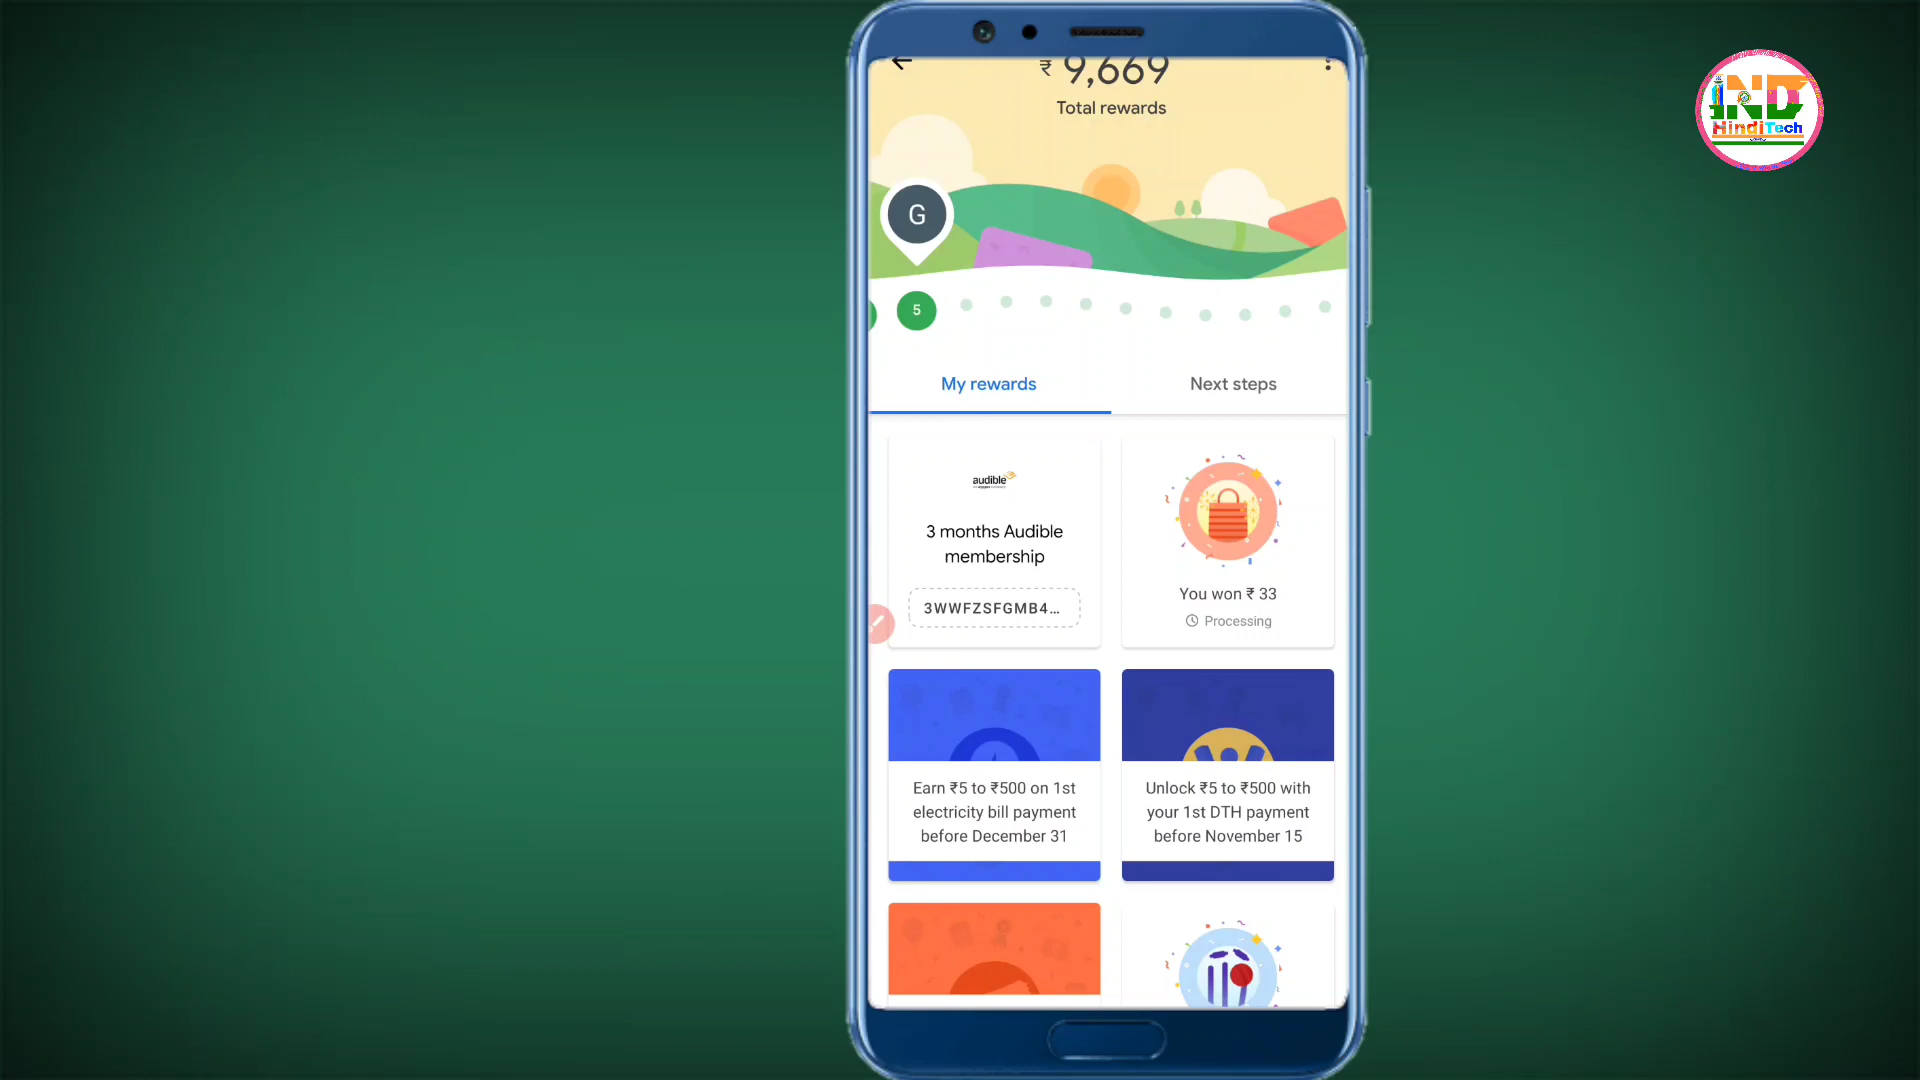 ₹ 9,669
Total rewards
IND
HindiTech
G
5
My rewards
Next steps
audible
3 months Audible
membership
3WWFZSFGMB4...
You won ₹ 33
Processing
Earn ₹5 to ₹500 on 1st
electricity bill payment
before December 31
Unlock ₹5 to ₹500 with
your 1st DTH payment
before November 15